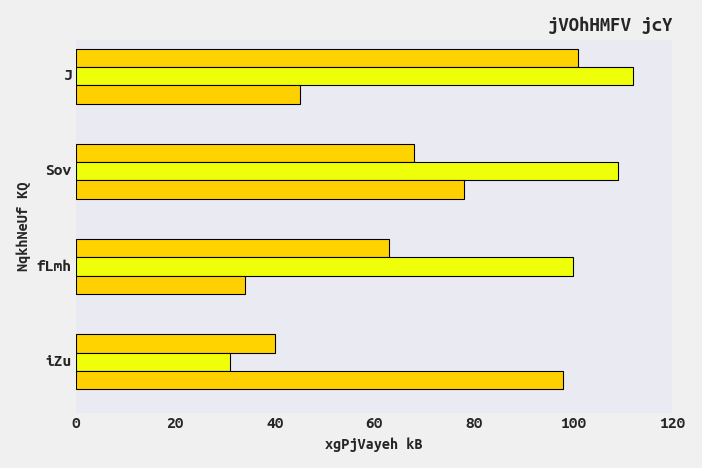 jVOhHMFV jcY
J
Sov
fLmh
iZu
NqkhNeUf KQ
0 20 40 60 80 100 120
xgPjVayeh kB